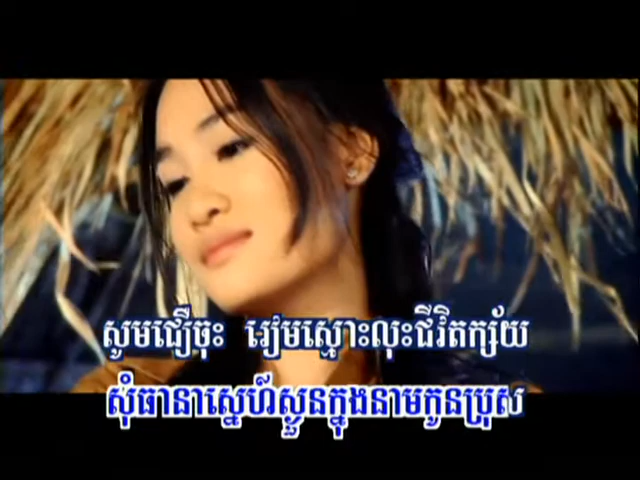 សូមជឿចុះ រៀមស្មោះលុះជីវិតក្ស័យ
សុំធានាស្នេហ៍ស្ងួនក្នុងនាមកូនប្រុស